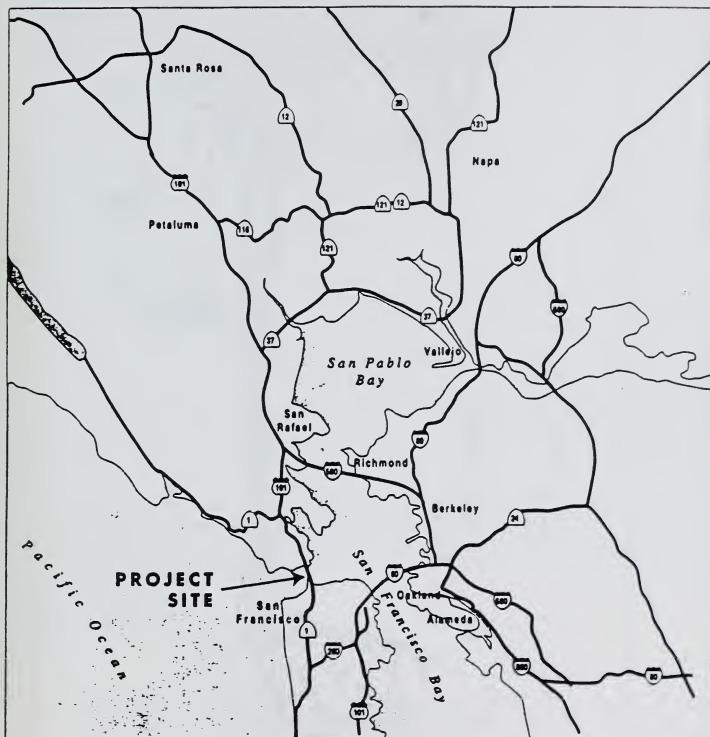 Santa Rosa
12
29
121
Napa
101
Petaluma
116
121
12
121
80
680
37
37
Vallejo
San Pablo
Bay
San
Rafael
80
Richmond
580
101
Berkeley
1
24
Pacific Ocean
PROJECT
SITE
San
Francisco
San Francisco Bay
80
Oakland
580
Alameda
1
280
880
80
101